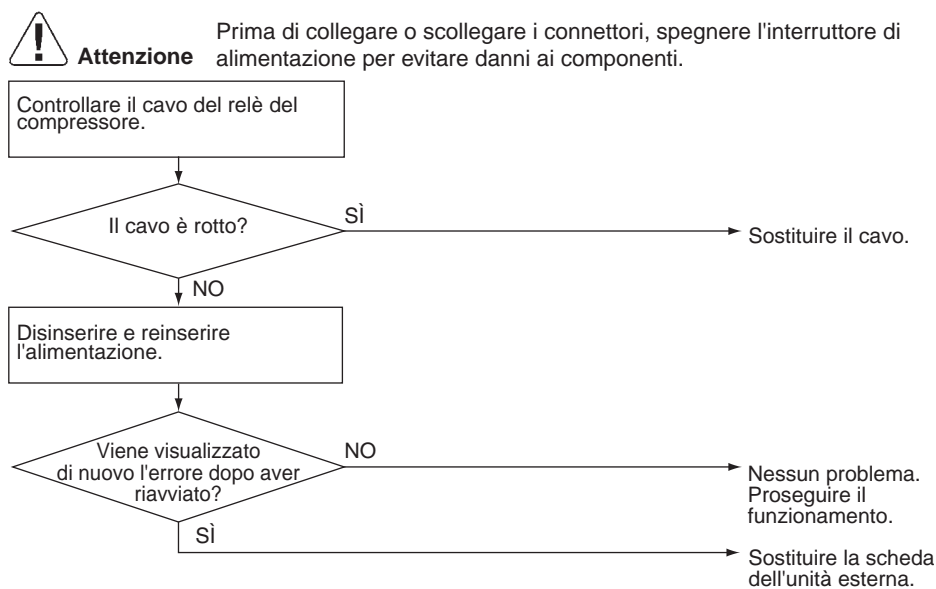 Prima di collegare o scollegare i connettori, spegnere l'interruttore di
Attenzione alimentazione per evitare danni ai componenti.
Controllare il cavo del relè del
compressore.
Il cavo è rotto?
SÌ
Sostituire il cavo.
NO
Disinserire e reinserire
l'alimentazione.
Viene visualizzato
di nuovo l'errore dopo aver
riavviato?
NO
Nessun problema.
Proseguire il
funzionamento.
SÌ
Sostituire la scheda
dell'unità esterna.